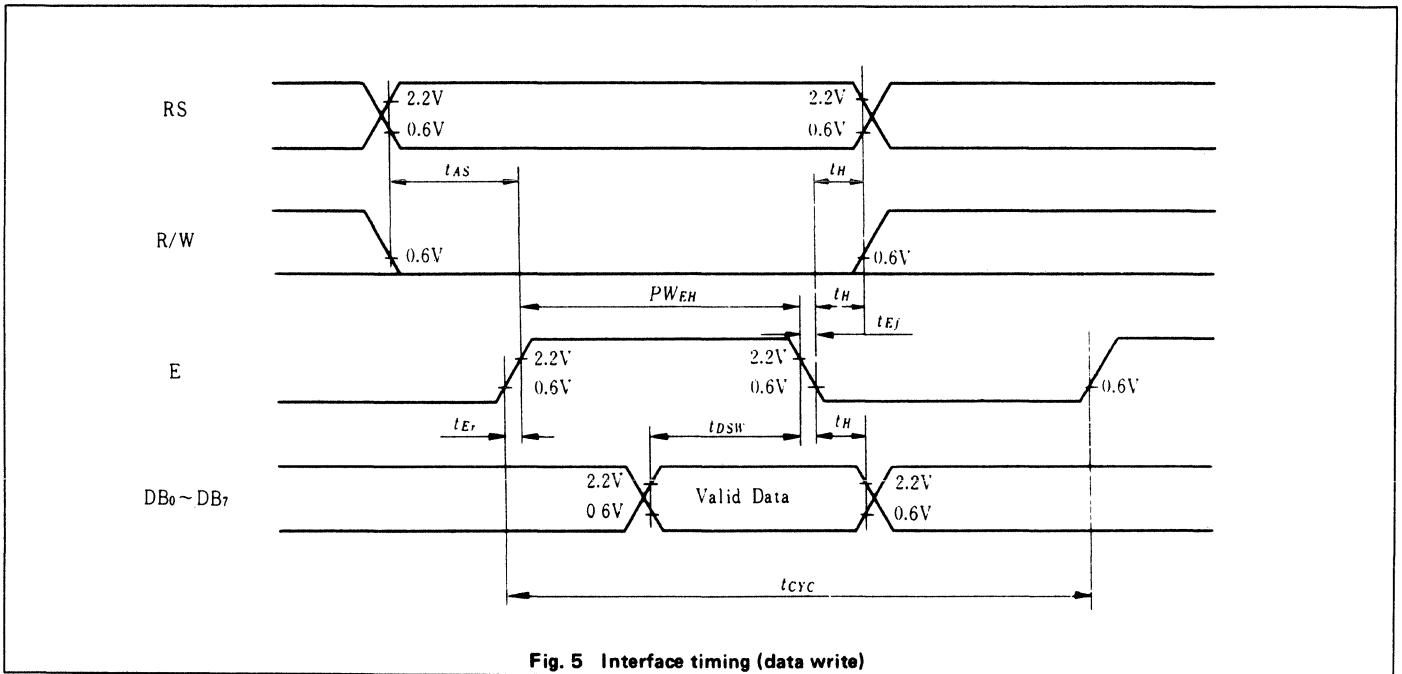 RS
2.2V
2.2V
0.6V
0.6V
tAS
tH
R/W
0.6V
0.6V
PWEH
tH
tEf
E
2.2V
2.2V
0.6V
0.6V
0.6V
tEr
tDSW
tH
DB0~DB7
2.2V
Valid Data
2.2V
0 6V
0.6V
tCYC
Fig. 5 Interface timing (data write)